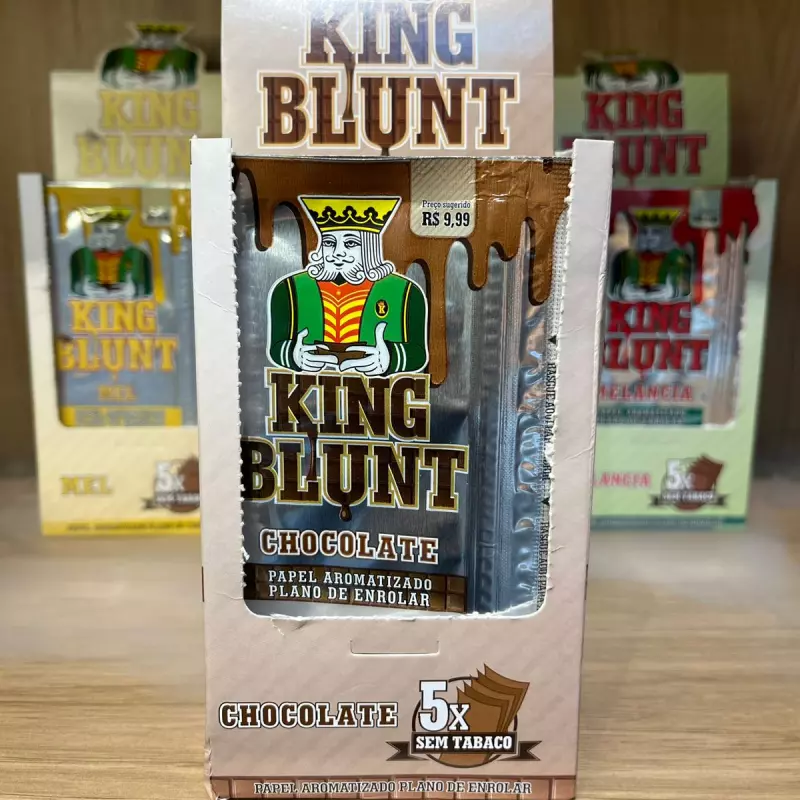 KING
BLUNT
Preço sugerido
R$ 9,99
KING
BLUNT
CHOCOLATE
PAPEL AROMATIZADO
PLANO DE ENROLAR
CHOCOLATE
5x
SEM TABACO
PAPEL AROMATIZADO PLANO DE ENROLAR
KING
BLUNT
KING
BLUNT
MEL
MEL
5x
SEM TABACO
KING
BLUNT
KING
BLUNT
MELANCIA
LANCIA
5x
SEM TABACO